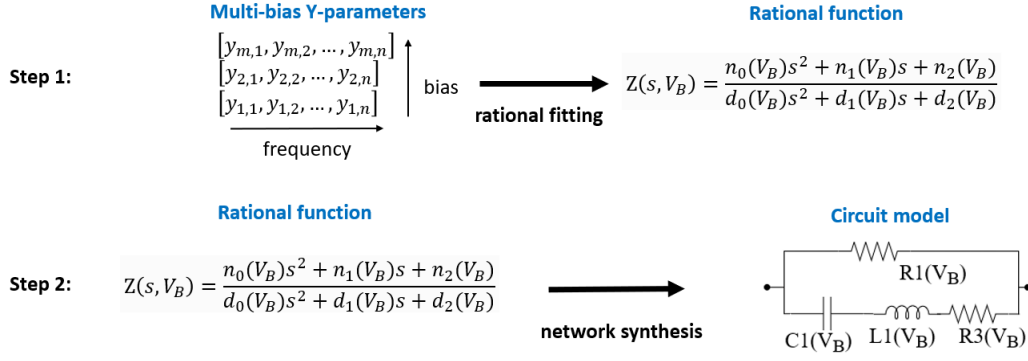 Multi-bias Y-parameters
Rational function
Step 1:
[y_{m,1}, y_{m,2}, ..., y_{m,n}]
[y_{2,1}, y_{2,2}, ..., y_{2,n}]
[y_{1,1}, y_{1,2}, ..., y_{1,n}]
bias
frequency
rational fitting
Z(s, V_B) = \frac{n_0(V_B)s^2 + n_1(V_B)s + n_2(V_B)}{d_0(V_B)s^2 + d_1(V_B)s + d_2(V_B)}
Rational function
Circuit model
Step 2:
Z(s, V_B) = \frac{n_0(V_B)s^2 + n_1(V_B)s + n_2(V_B)}{d_0(V_B)s^2 + d_1(V_B)s + d_2(V_B)}
network synthesis
R1(V_B)
C1(V_B) L1(V_B) R3(V_B)